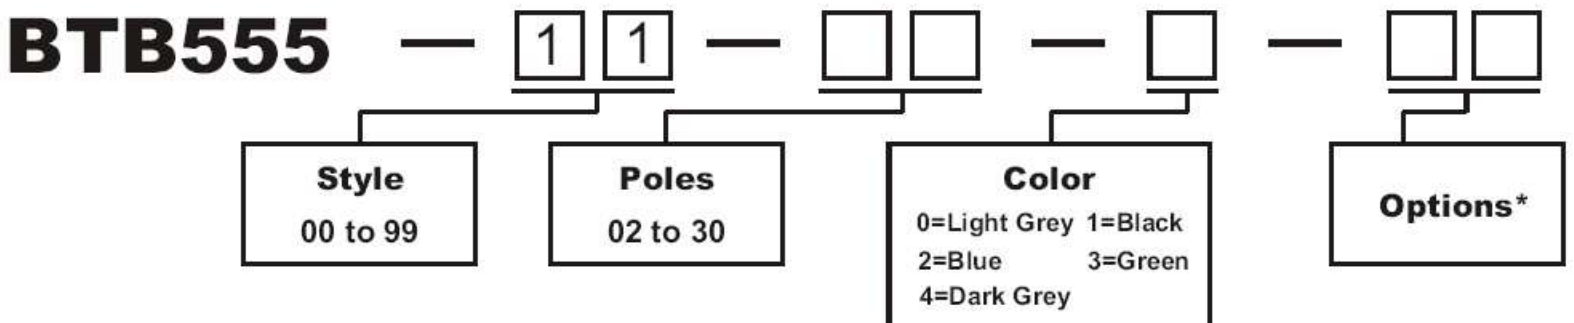 BTB555 — 1 1 — — —
Style
00 to 99
Poles
02 to 30
Color
0=Light Grey 1=Black
2=Blue 3=Green
4=Dark Grey
Options*